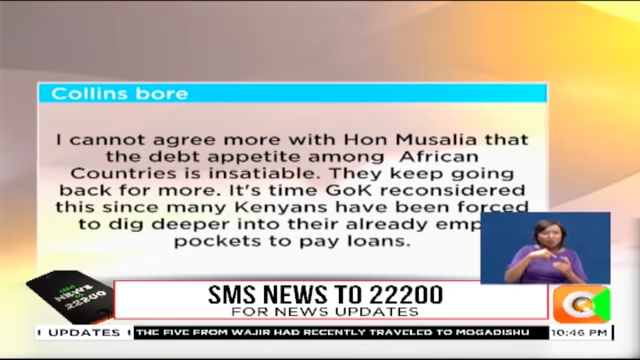 Collins bore
I cannot agree more with Hon Musalia that
the debt appetite among African
Countries is insatiable. They keep going
back for more. It's time GoK reconsidered
this since many Kenyans have been forced
to dig deeper into their already
pockets to pay loans.
NEWS
22200
SMS NEWS TO 22200
FOR NEWS UPDATES
UPDATES
THE FIVE FROM WAJIR HAD RECENTLY TRAVELED TO MOGADISHU
10:46 PM